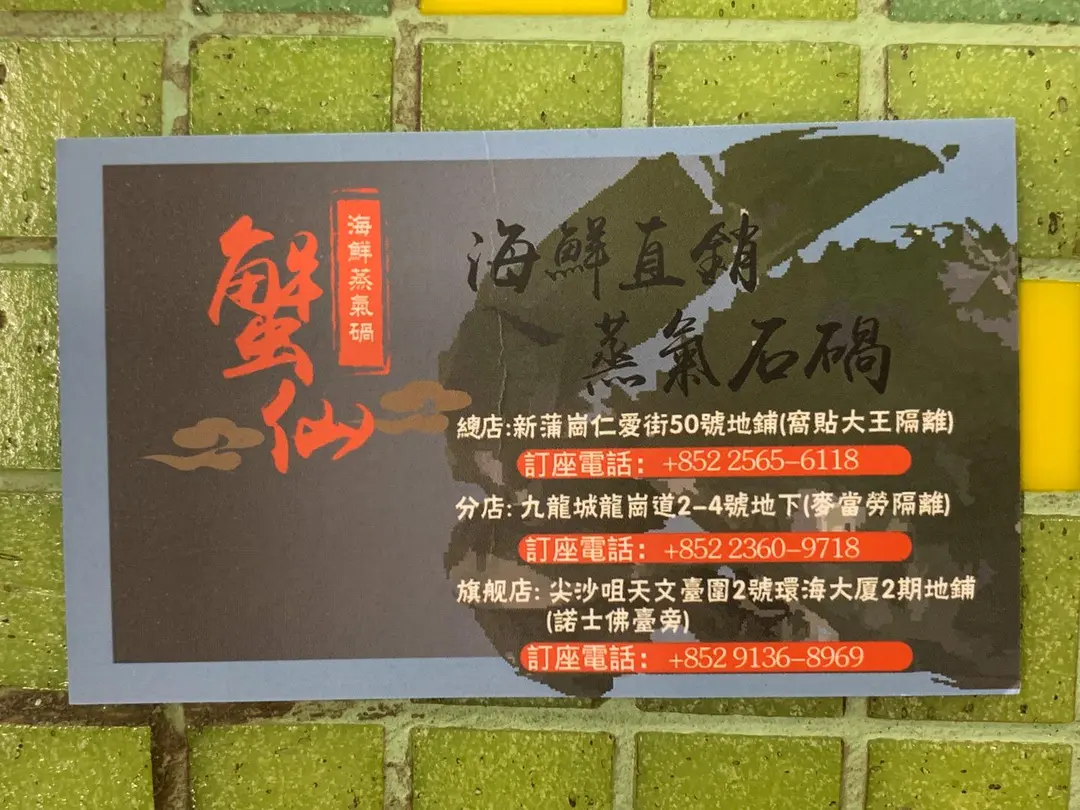 蟹仙
海鮮蒸氣鍋
海鮮直銷
蒸氣石鍋
總店:新蒲崗仁愛街50號地鋪(窩貼大王隔離)
訂座電話: +852 2565-6118
分店: 九龍城龍崗道2-4號地下(麥當勞隔離)
訂座電話: +852 2360-9718
旗舰店: 尖沙咀天文臺圍2號環海大厦2期地鋪
(諾士佛臺旁)
訂座電話: +852 9136-8969